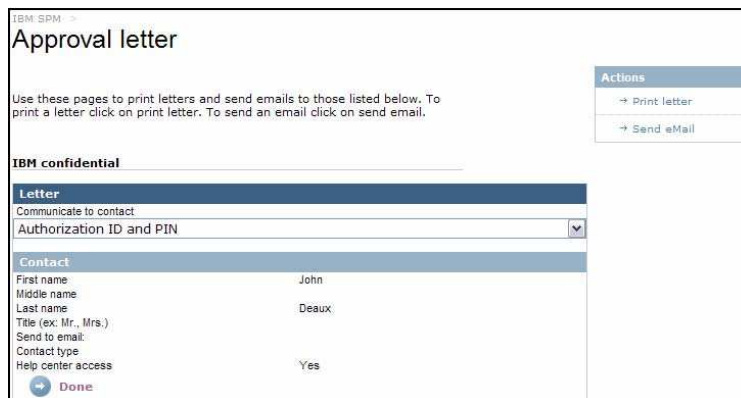 IBM SPM >
Approval letter
Use these pages to print letters and send emails to those listed below. To
print a letter click on print letter. To send an email click on send email.
Actions
→ Print letter
→ Send eMail
IBM confidential
Letter
Communicate to contact
Authorization ID and PIN
Contact
First name John
Middle name
Last name Deaux
Title (ex: Mr., Mrs.)
Send to email:
Contact type
Help center access Yes
Done